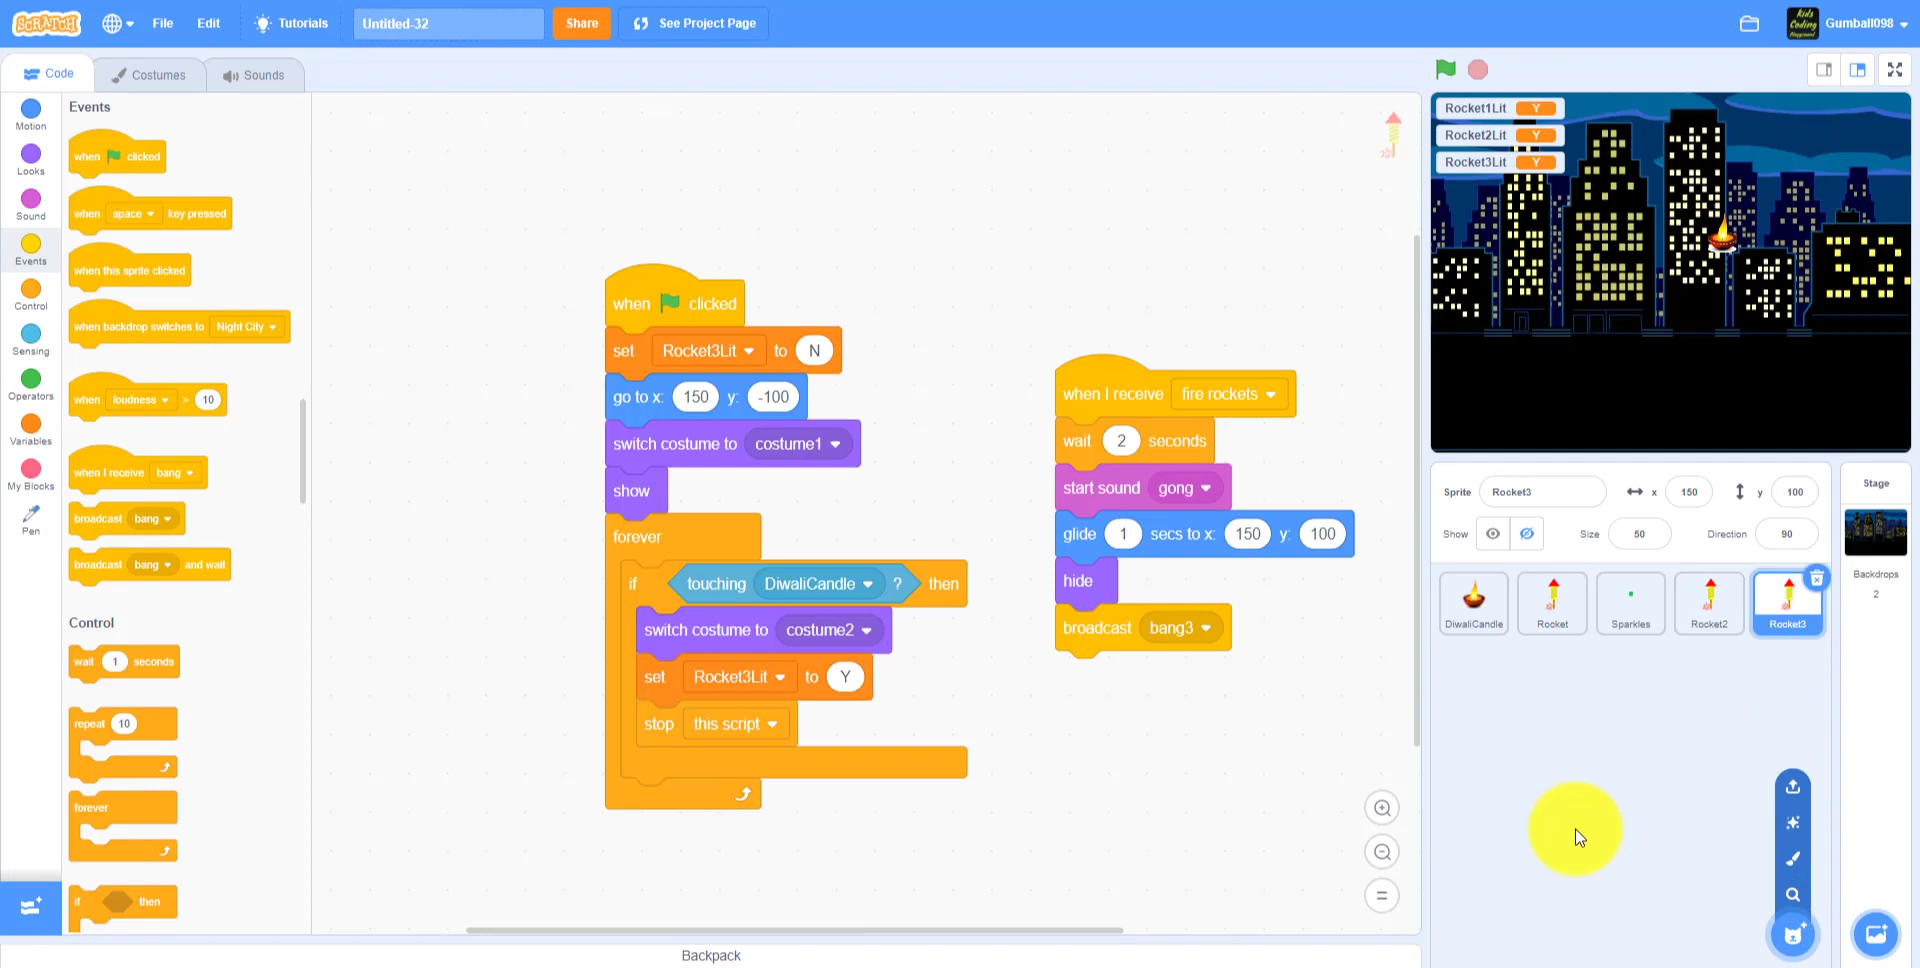 SCRATCH
File
Edit
Tutorials
Untitled-32
Share
See Project Page
Kids
Coding
Playground
Gumball098
Code
Costumes
Sounds
Motion
Looks
Sound
Events
Control
Sensing
Operators
Variables
My Blocks
Pen
Events
when clicked
when space key pressed
when this sprite clicked
when backdrop switches to Night City
when loudness > 10
when I receive bang
broadcast bang
broadcast bang and wait
Control
wait 1 seconds
repeat 10
forever
if then
when clicked
set Rocket3Lit to N
go to x: 150 y: -100
switch costume to costume1
show
forever
if touching DiwaliCandle ? then
switch costume to costume2
set Rocket3Lit to Y
stop this script
when I receive fire rockets
wait 2 seconds
start sound gong
glide 1 secs to x: 150 y: 100
hide
broadcast bang3
Backpack
Rocket1Lit Y
Rocket2Lit Y
Rocket3Lit Y
Sprite Rocket3 x 150 y 100
Show Size 50 Direction 90
DiwaliCandle
Rocket
Sparkles
Rocket2
Rocket3
Stage
Backdrops
2